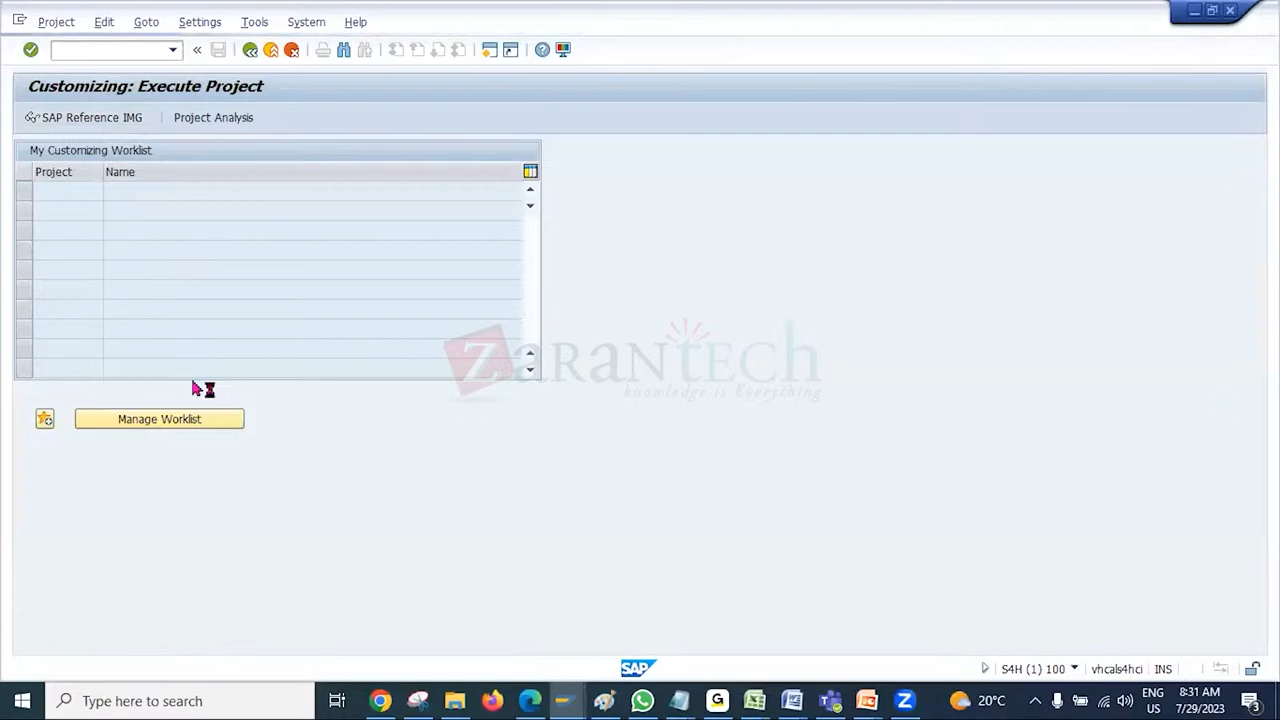 Project Edit Goto Settings Tools System Help
Customizing: Execute Project
SAP Reference IMG Project Analysis
My Customizing Worklist
Project Name
ZaRANTECH
knowledge is Everything
Manage Worklist
SAP
S4H (1) 100 vhcals4hci INS
Type here to search
G
W
20°C
ENG
US
8:31 AM
7/29/2023
3